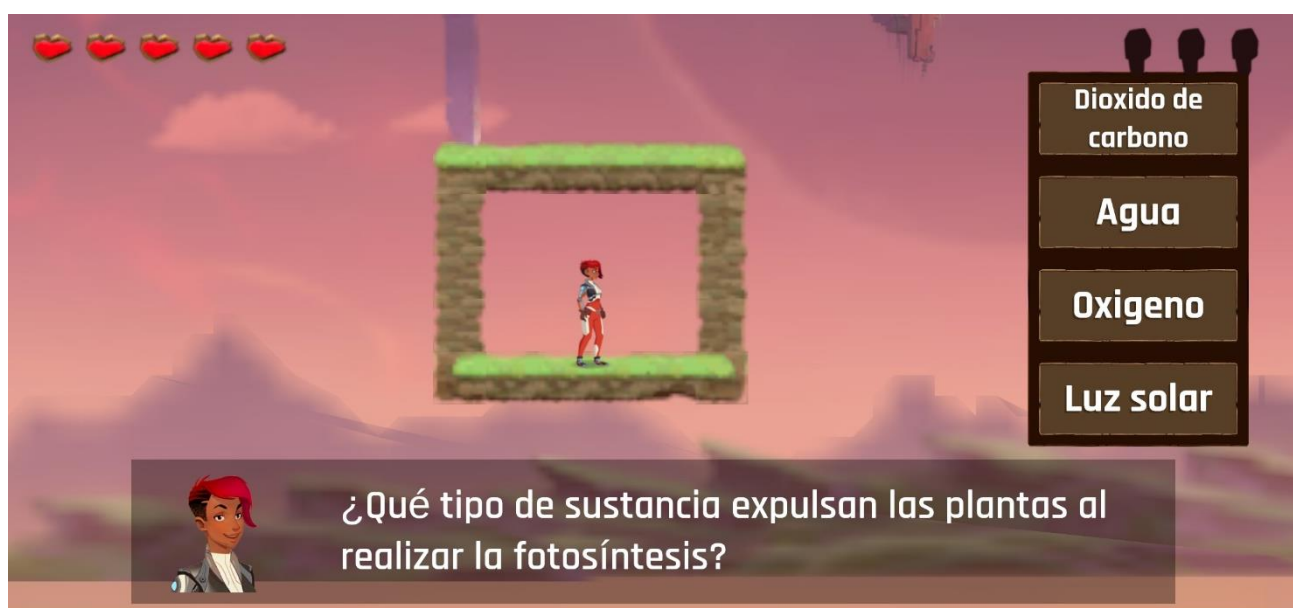 Dioxido de
carbono
Agua
Oxigeno
Luz solar
¿Qué tipo de sustancia expulsan las plantas al
realizar la fotosíntesis?